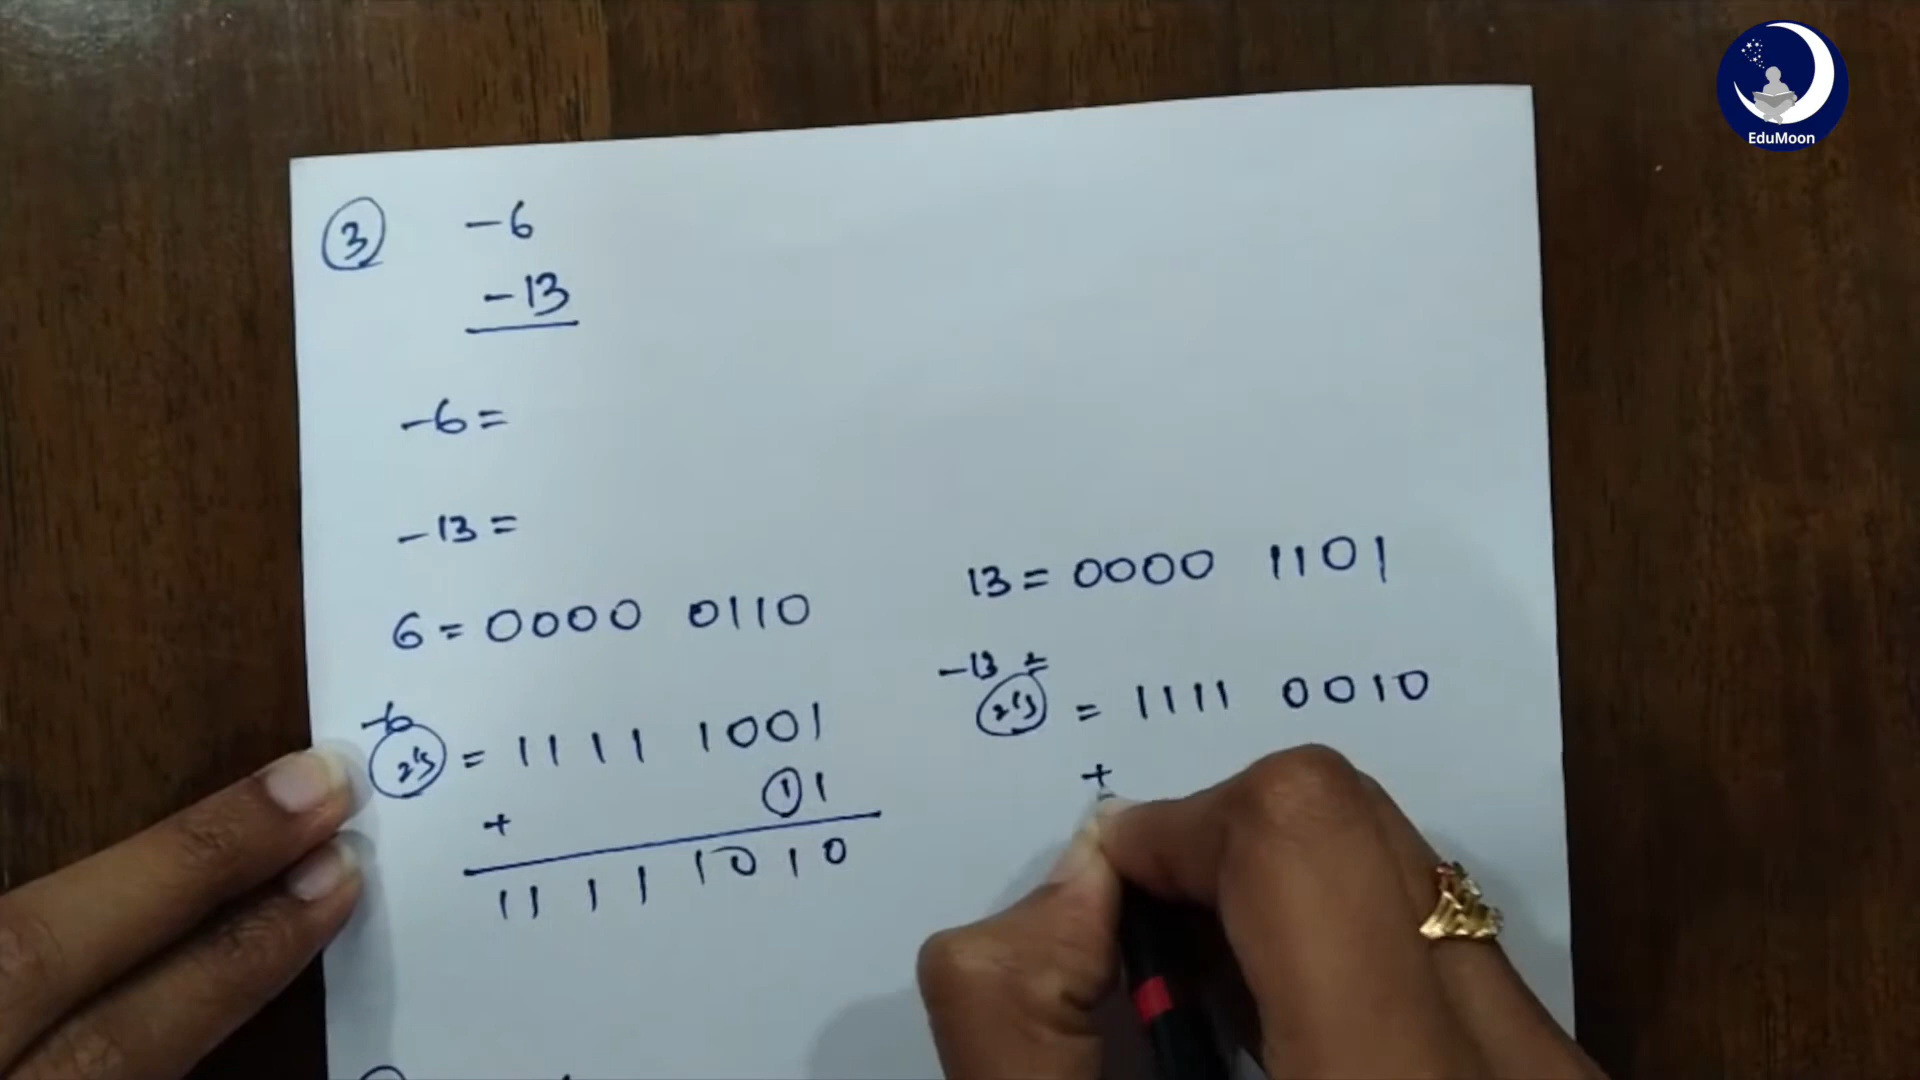 EduMoon
③ -6
-13
-6=
-13=
6= 0000 0110
-6
2's = 1111 1001
① 1
+
1111 1010
13= 0000 1101
-13 =
2's = 1111 0010
+